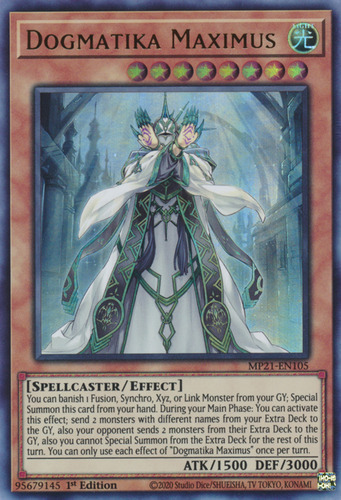 DOGMATIKA MAXIMUS
LIGHT
光
MP21-EN105
[SPELLCASTER/EFFECT]
You can banish 1 Fusion, Synchro, Xyz, or Link Monster from your GY; Special
Summon this card from your hand. During your Main Phase: You can activate
this effect; send 2 monsters with different names from your Extra Deck to
the GY, also your opponent sends 2 monsters from their Extra Deck to
the GY, also you cannot Special Summon from the Extra Deck for the rest of this
turn. You can only use each effect of "Dogmatika Maximus" once per turn.
ATK/1500 DEF/3000
95679145 1st Edition ©2020 Studio Dice/SHUEISHA, TV TOKYO, KONAMI